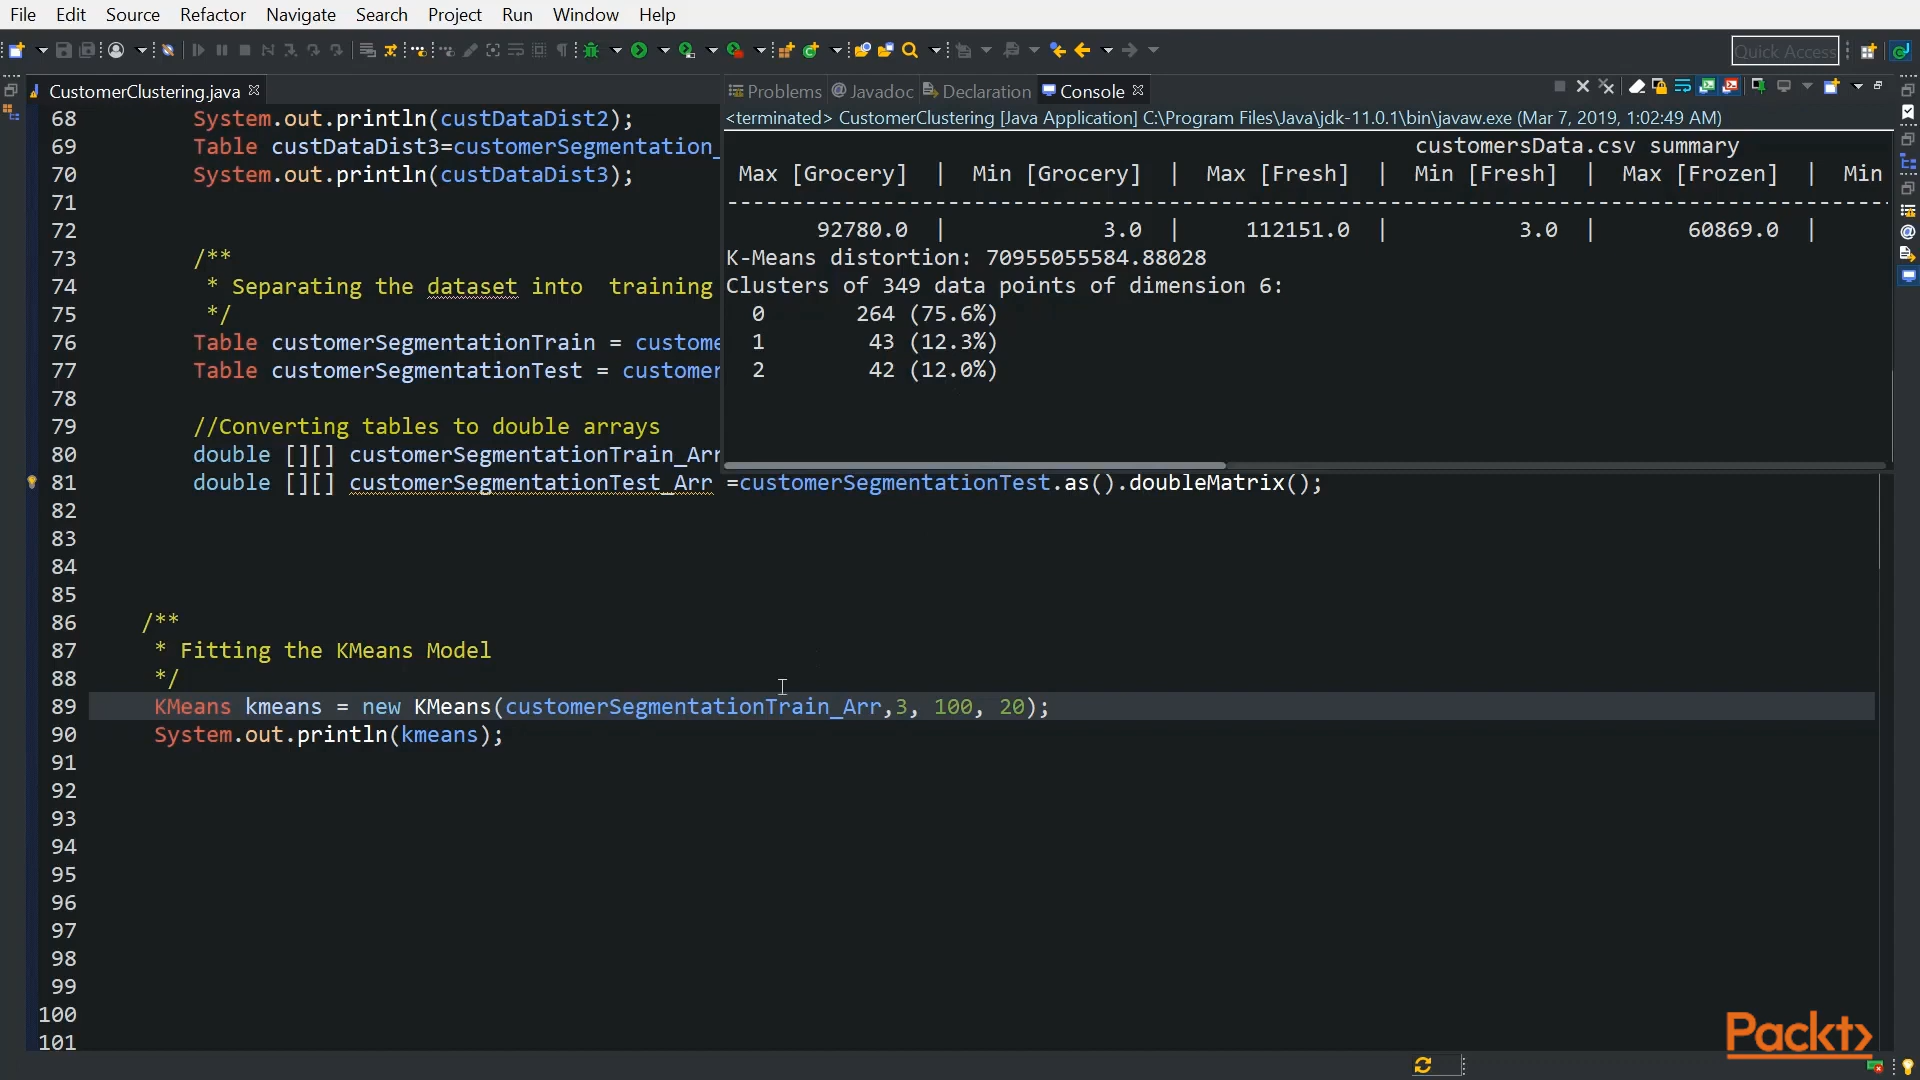 File Edit Source Refactor Navigate Search Project Run Window Help
Quick Access
CustomerClustering.java
68 System.out.println(custDataDist2);
69 Table custDataDist3=customerSegmentation_
70 System.out.println(custDataDist3);
71
72
73 /**
74 * Separating the dataset into  training
75 */
76 Table customerSegmentationTrain = custome
77 Table customerSegmentationTest = customer
78
79 //Converting tables to double arrays
80 double [][] customerSegmentationTrain_Arr
81 double [][] customerSegmentationTest_Arr =customerSegmentationTest.as().doubleMatrix();
82
83
84
85
86 /**
87 * Fitting the KMeans Model
88 */
89 KMeans kmeans = new KMeans(customerSegmentationTrain_Arr,3, 100, 20);
90 System.out.println(kmeans);
91
92
93
94
95
96
97
98
99
100
101
Problems @ Javadoc Declaration Console
<terminated> CustomerClustering [Java Application] C:\Program Files\Java\jdk-11.0.1\bin\javaw.exe (Mar 7, 2019, 1:02:49 AM)
customersData.csv summary
Max [Grocery] | Min [Grocery] | Max [Fresh] | Min [Fresh] | Max [Frozen] | Min
-----------------------------------------------------------------------------------------
92780.0 | 3.0 | 112151.0 | 3.0 | 60869.0 |
K-Means distortion: 70955055584.88028
Clusters of 349 data points of dimension 6:
0 264 (75.6%)
1 43 (12.3%)
2 42 (12.0%)
Packt>